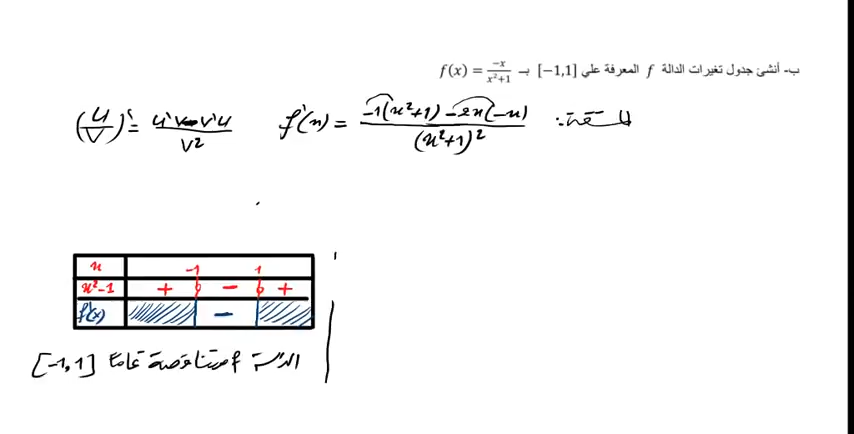 ب- أنشئ جدول تغيرات الدالة f المعرفة على [−1,1] بـ f(x) = −x / x²+1
المشتقة: f'(x) = −1(x²+1) − 2x(−x) / (x²+1)²
(u/v)' = u'v − v'u / v²
x −1 1
x²−1 + 0 − 0 +
f'(x) −
الدالة f متناقصة تماما [−1,1]